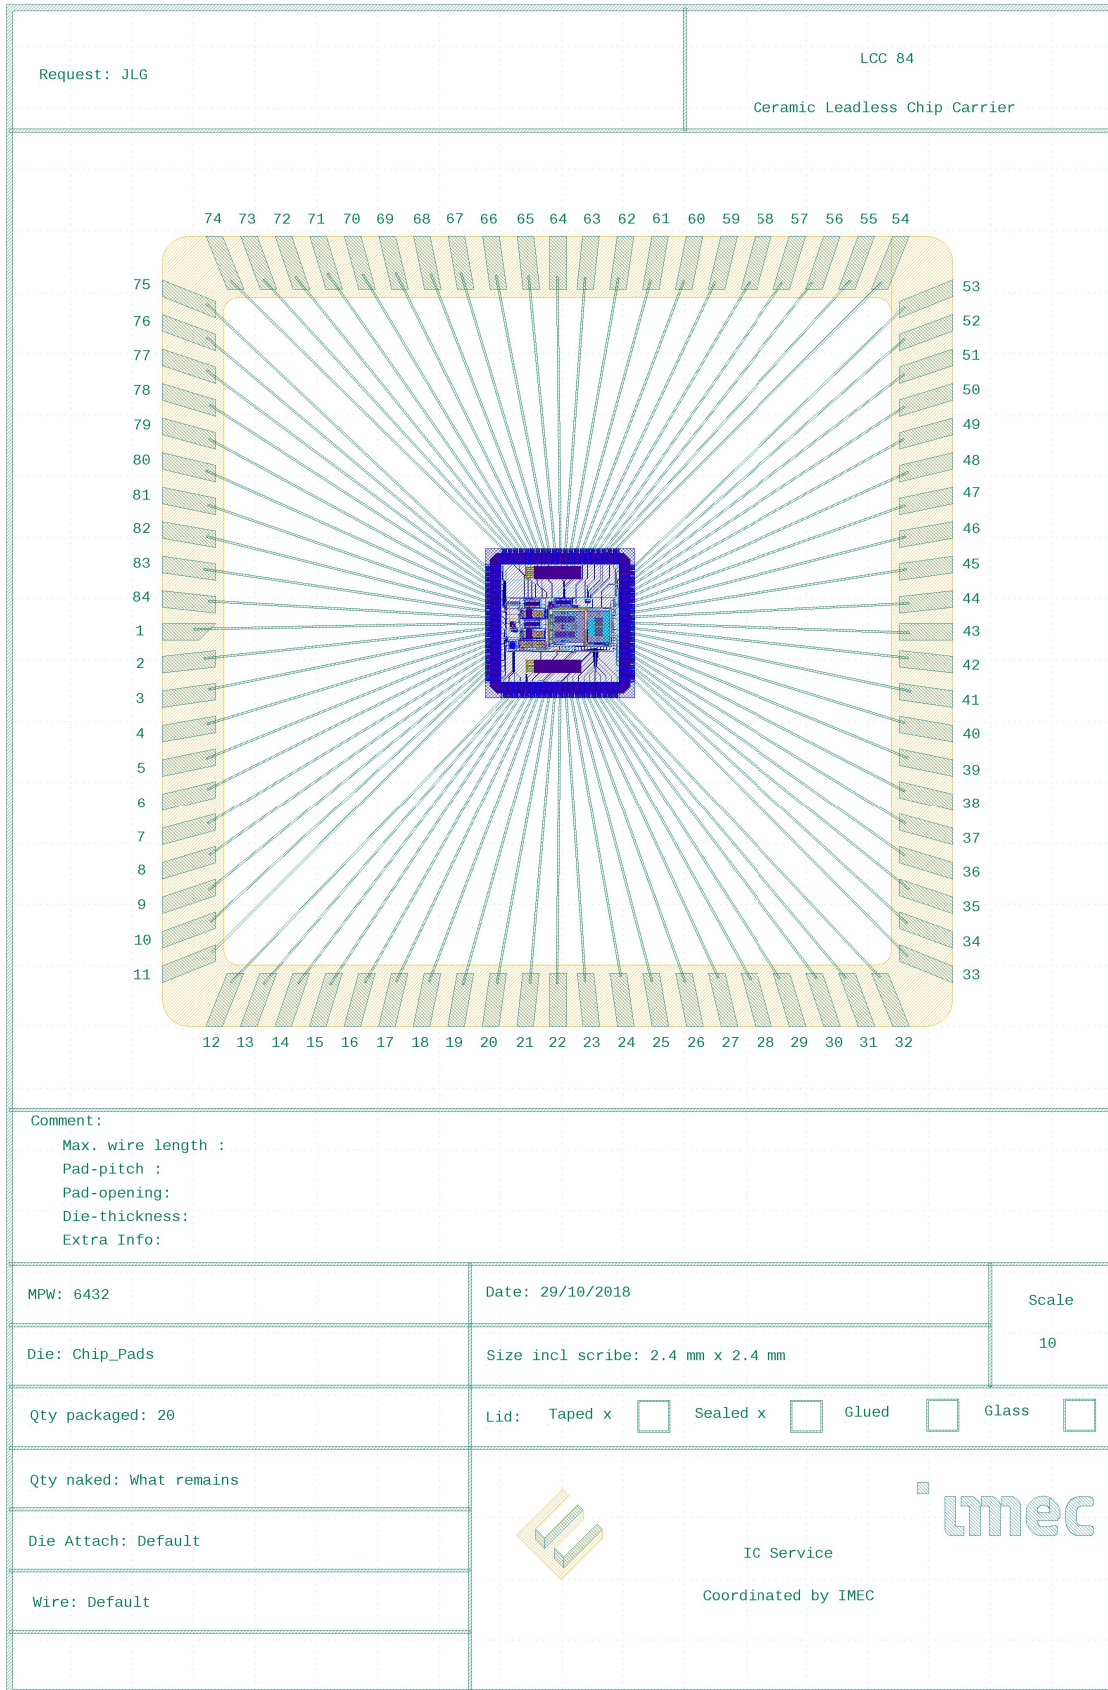 Request: JLG
LCC 84
Ceramic Leadless Chip Carrier
74 73 72 71 70 69 68 67 66 65 64 63 62 61 60 59 58 57 56 55 54
75 53
76 52
77 51
78 50
79 49
80 48
81 47
82 46
83 45
84 44
1 43
2 42
3 41
4 40
5 39
6 38
7 37
8 36
9 35
10 34
11 33
12 13 14 15 16 17 18 19 20 21 22 23 24 25 26 27 28 29 30 31 32
Comment:
Max. wire length :
Pad-pitch :
Pad-opening:
Die-thickness:
Extra Info:
MPW: 6432
Date: 29/10/2018
Scale
10
Die: Chip_Pads
Size incl scribe: 2.4 mm x 2.4 mm
Qty packaged: 20
Lid: Taped x Sealed x Glued Glass
Qty naked: What remains
Die Attach: Default
Wire: Default
imec
IC Service
Coordinated by IMEC